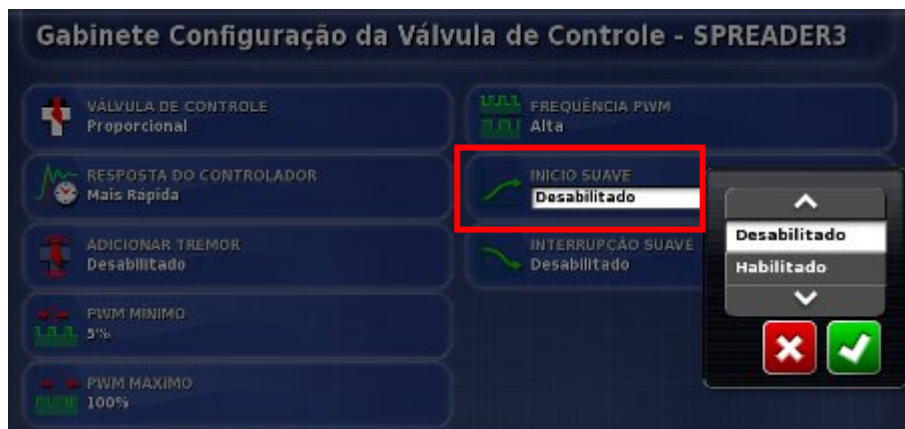 Gabinete Configuração da Válvula de Controle - SPREADER3
VÁLVULA DE CONTROLE
Proporcional
FREQUÊNCIA PWM
Alta
RESPOSTA DO CONTROLADOR
Mais Rápida
INÍCIO SUAVE
Desabilitado
ADICIONAR TREMOR
Desabilitado
INTERRUPÇÃO SUAVE
Desabilitado
Desabilitado
Habilitado
PWM MÍNIMO
5%
PWM MÁXIMO
100%